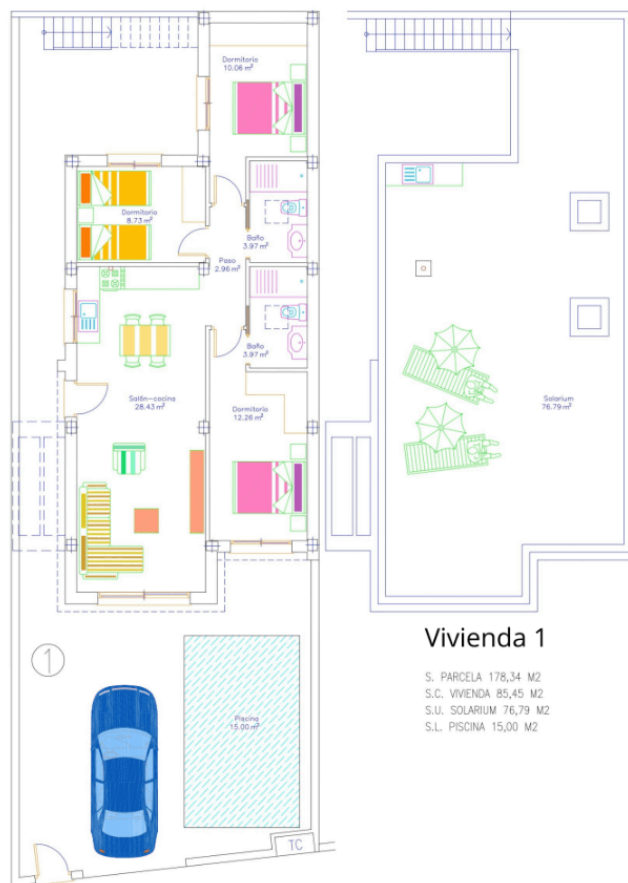 Dormitorio
10.06 m²
Dormitorio
8.73 m²
Baño
3.97 m²
Paso
2.96 m²
Baño
3.97 m²
Salón-cocina
28.43 m²
Dormitorio
12.26 m²
Solarium
76.79 m²
1
Piscina
15.00 m²
TC
Vivienda 1
S. PARCELA 178,34 M2
S.C. VIVIENDA 85,45 M2
S.U. SOLARIUM 76,79 M2
S.L. PISCINA 15,00 M2